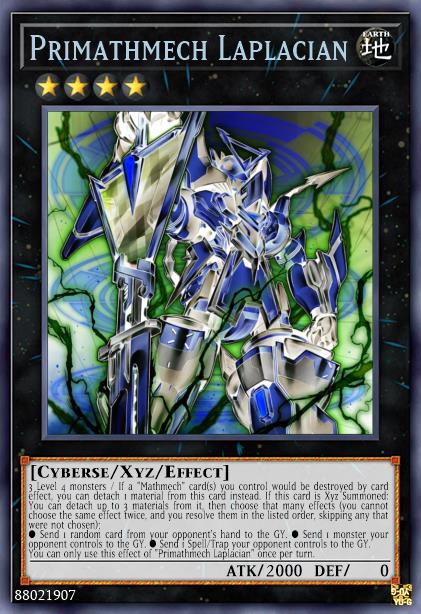 PRIMATHMECH LAPLACIAN
EARTH
地
[CYBERSE/XYZ/EFFECT]
3 Level 4 monsters / If a "Mathmech" card(s) you control would be destroyed by card
effect, you can detach 1 material from this card instead. If this card is Xyz Summoned:
You can detach up to 3 materials from it, then choose that many effects (you cannot
choose the same effect twice, and you resolve them in the listed order, skipping any that
were not chosen);
● Send 1 random card from your opponent's hand to the GY. ● Send 1 monster your
opponent controls to the GY. ● Send 1 Spell/Trap your opponent controls to the GY."
You can only use this effect of "Primathmech Laplacian" once per turn.
ATK/2000 DEF/ 0
88021907